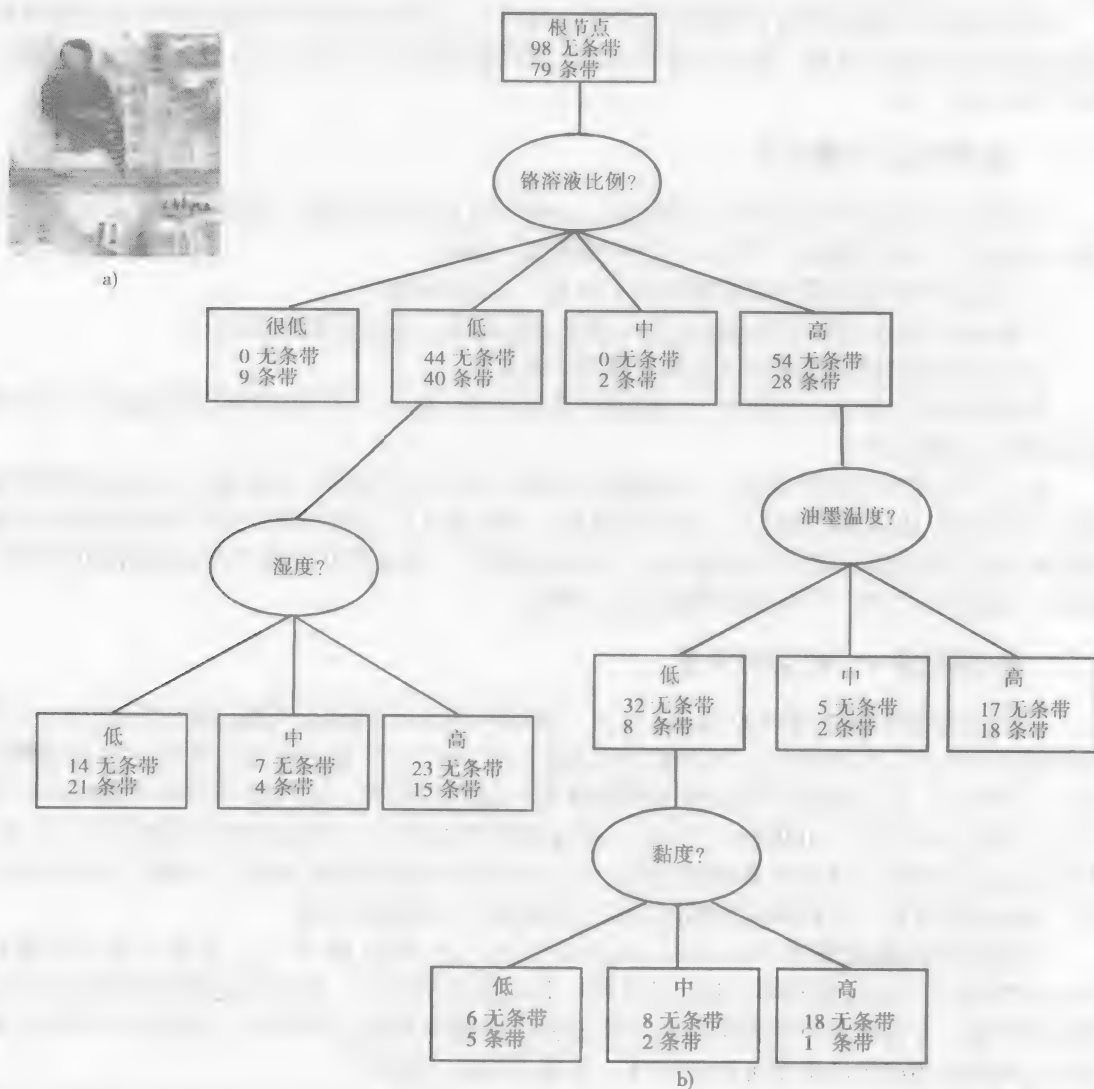 根节点
98 无条带
79 条带
铬溶液比例?
a)
很低
0 无条带
9 条带
低
44 无条带
40 条带
中
0 无条带
2 条带
高
54 无条带
28 条带
湿度?
油墨温度?
低
14 无条带
21 条带
中
7 无条带
4 条带
高
23 无条带
15 条带
低
32 无条带
8 条带
中
5 无条带
2 条带
高
17 无条带
18 条带
黏度?
低
6 无条带
5 条带
中
8 无条带
2 条带
高
18 无条带
1 条带
b)